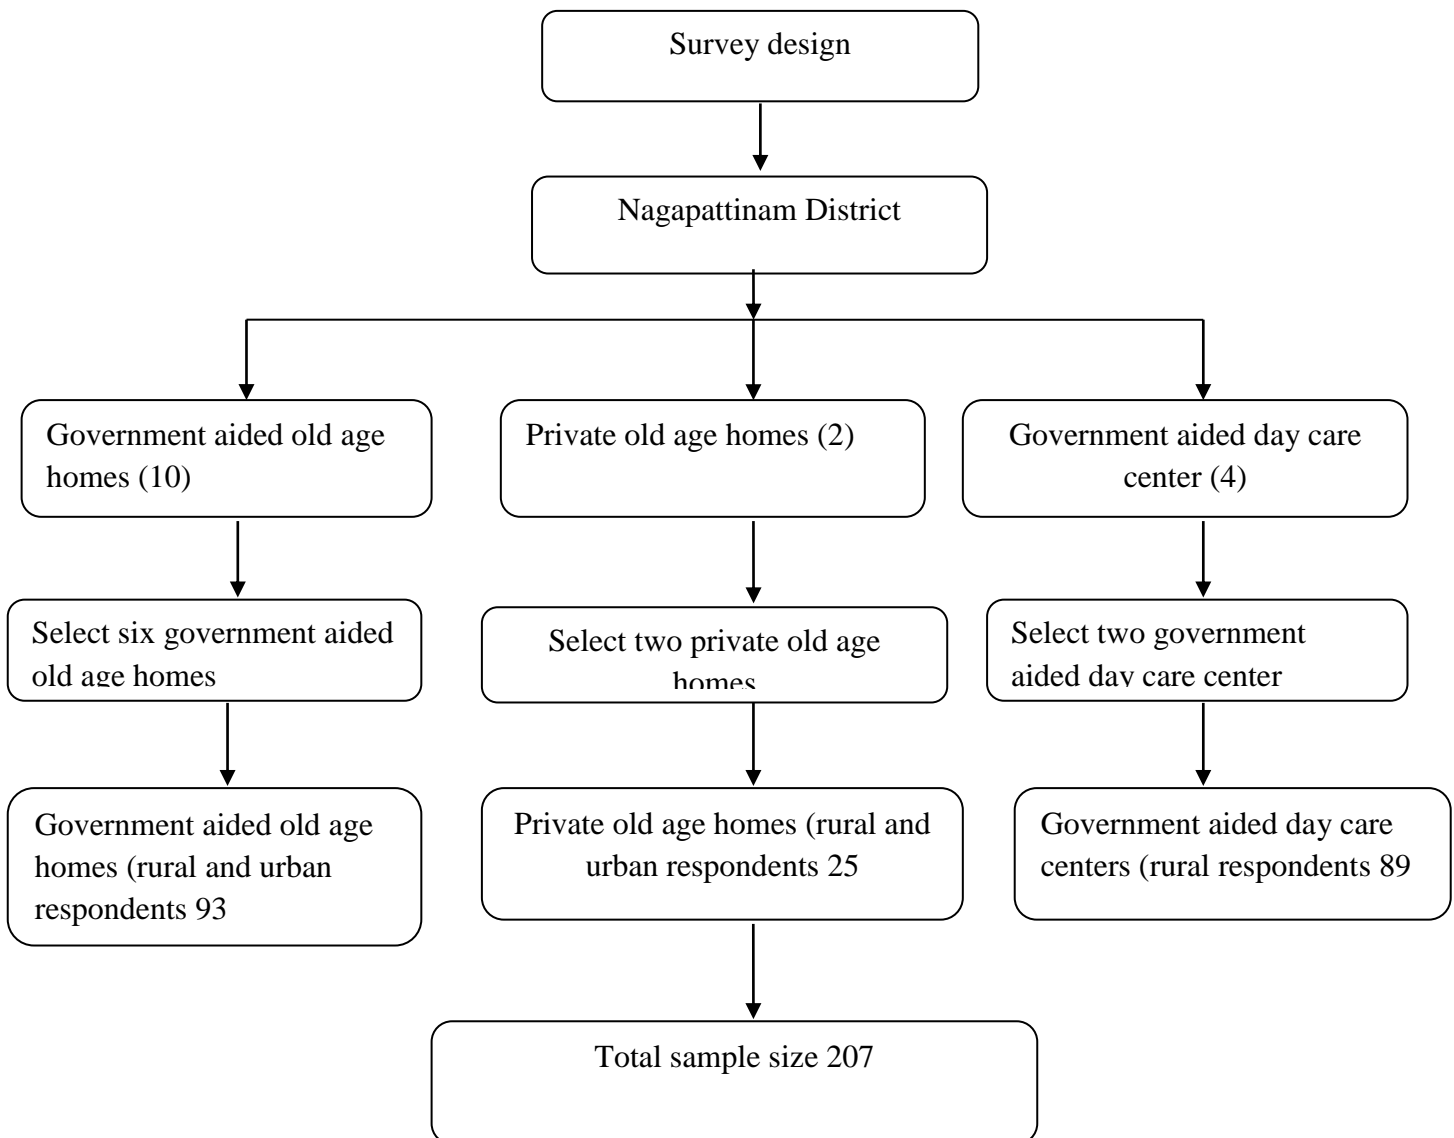 Survey design
Nagapattinam District
Government aided old age
homes (10)
Private old age homes (2)
Government aided day care
center (4)
Select six government aided
old age homes
Select two private old age
homes
Select two government
aided day care center
Government aided old age
homes (rural and urban
respondents 93
Private old age homes (rural and
urban respondents 25
Government aided day care
centers (rural respondents 89
Total sample size 207